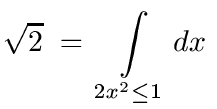 √2 = ∫_{2x²≤1} dx